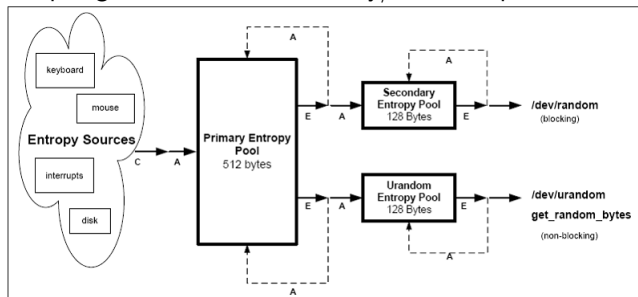 keyboard
mouse
Entropy Sources
interrupts
disk
C
A
A
Primary Entropy
Pool
512 bytes
E
A
A
Secondary
Entropy Pool
128 Bytes
E
/dev/random
(blocking)
E
A
A
Urandom
Entropy Pool
128 Bytes
E
A
/dev/urandom
get_random_bytes
(non-blocking)